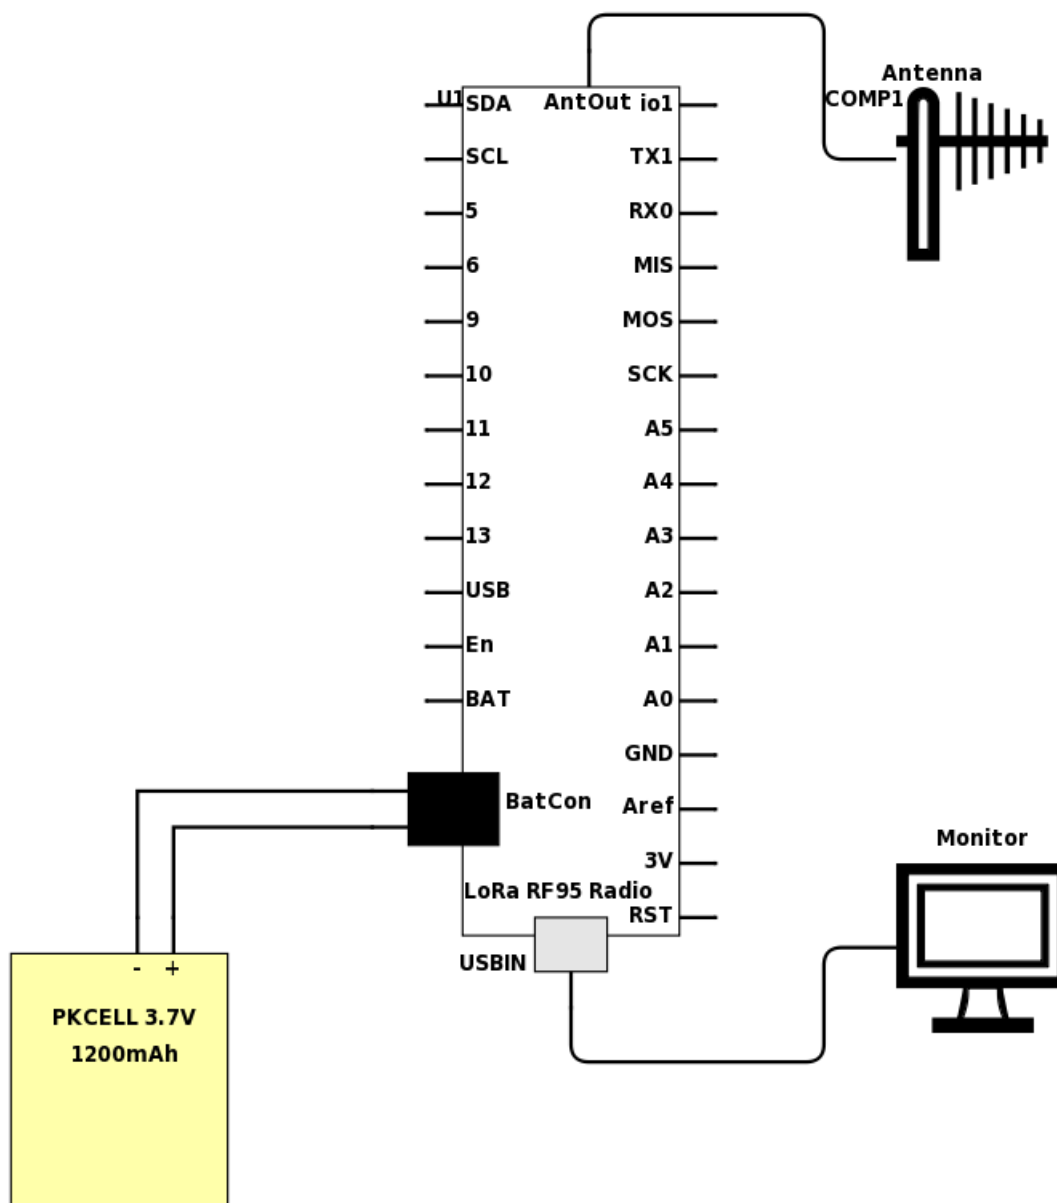 Antenna
COMP1
U1
SDA
AntOut
io1
SCL
TX1
5
RX0
6
MIS
9
MOS
10
SCK
11
A5
12
A4
13
A3
USB
A2
En
A1
BAT
A0
GND
BatCon
Aref
3V
LoRa RF95 Radio
RST
USBIN
Monitor
- +
PKCELL 3.7V
1200mAh